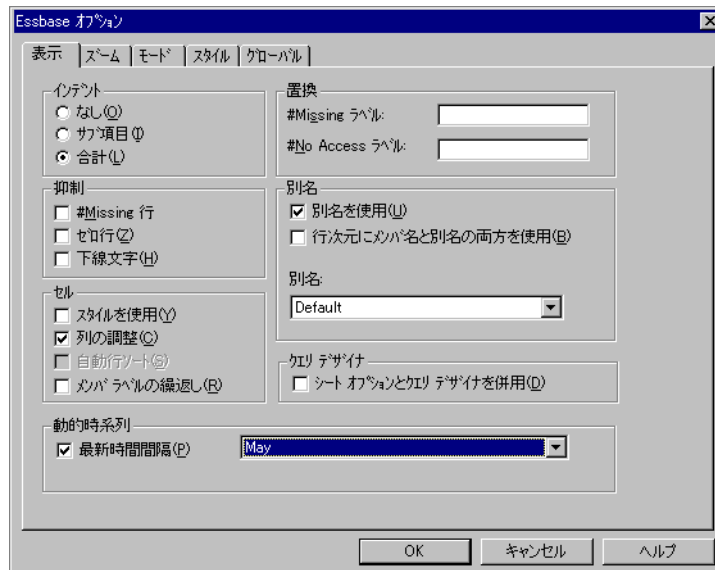 Essbase オプション
表示
ズーム
モード
スタイル
グローバル
インデント
なし(O)
サブ項目(I)
合計(L)
置換
#Missing ラベル:
#No Access ラベル:
抑制
#Missing 行
ゼロ行(Z)
下線文字(H)
別名
別名を使用(U)
行次元にメンバ名と別名の両方を使用(B)
別名:
Default
セル
スタイルを使用(Y)
列の調整(C)
自動行ソート(S)
メンバ ラベルの繰返し(R)
クエリ デザイナ
シート オプションとクエリ デザイナを併用(D)
動的時系列
最新時間間隔(P)
May
OK
キャンセル
ヘルプ